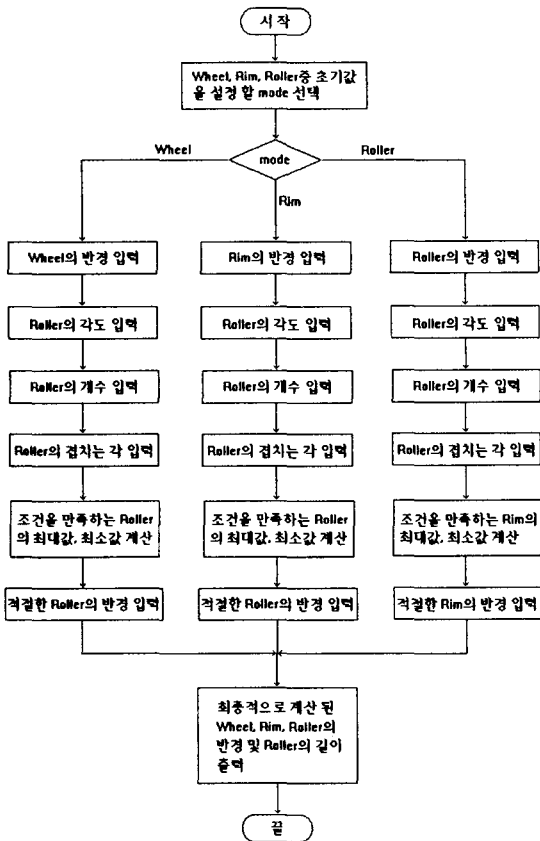 시 작
Wheel, Rim, Roller중 초기값
을 설정 할 mode 선택
mode
Wheel
Rim
Roller
Wheel의 반경 입력
Roller의 각도 입력
Roller의 개수 입력
Roller의 겹치는 각 입력
조건을 만족하는 Roller
의 최대값, 최소값 계산
적절한 Roller의 반경 입력
Rim의 반경 입력
Roller의 각도 입력
Roller의 개수 입력
Roller의 겹치는 각 입력
조건을 만족하는 Roller
의 최대값, 최소값 계산
적절한 Roller의 반경 입력
Roller의 반경 입력
Roller의 각도 입력
Roller의 개수 입력
Roller의 겹치는 각 입력
조건을 만족하는 Rim의
최대값, 최소값 계산
적절한 Rim의 반경 입력
최종적으로 계산 된
Wheel, Rim, Roller의
반경 및 Roller의 길이
출력
끝